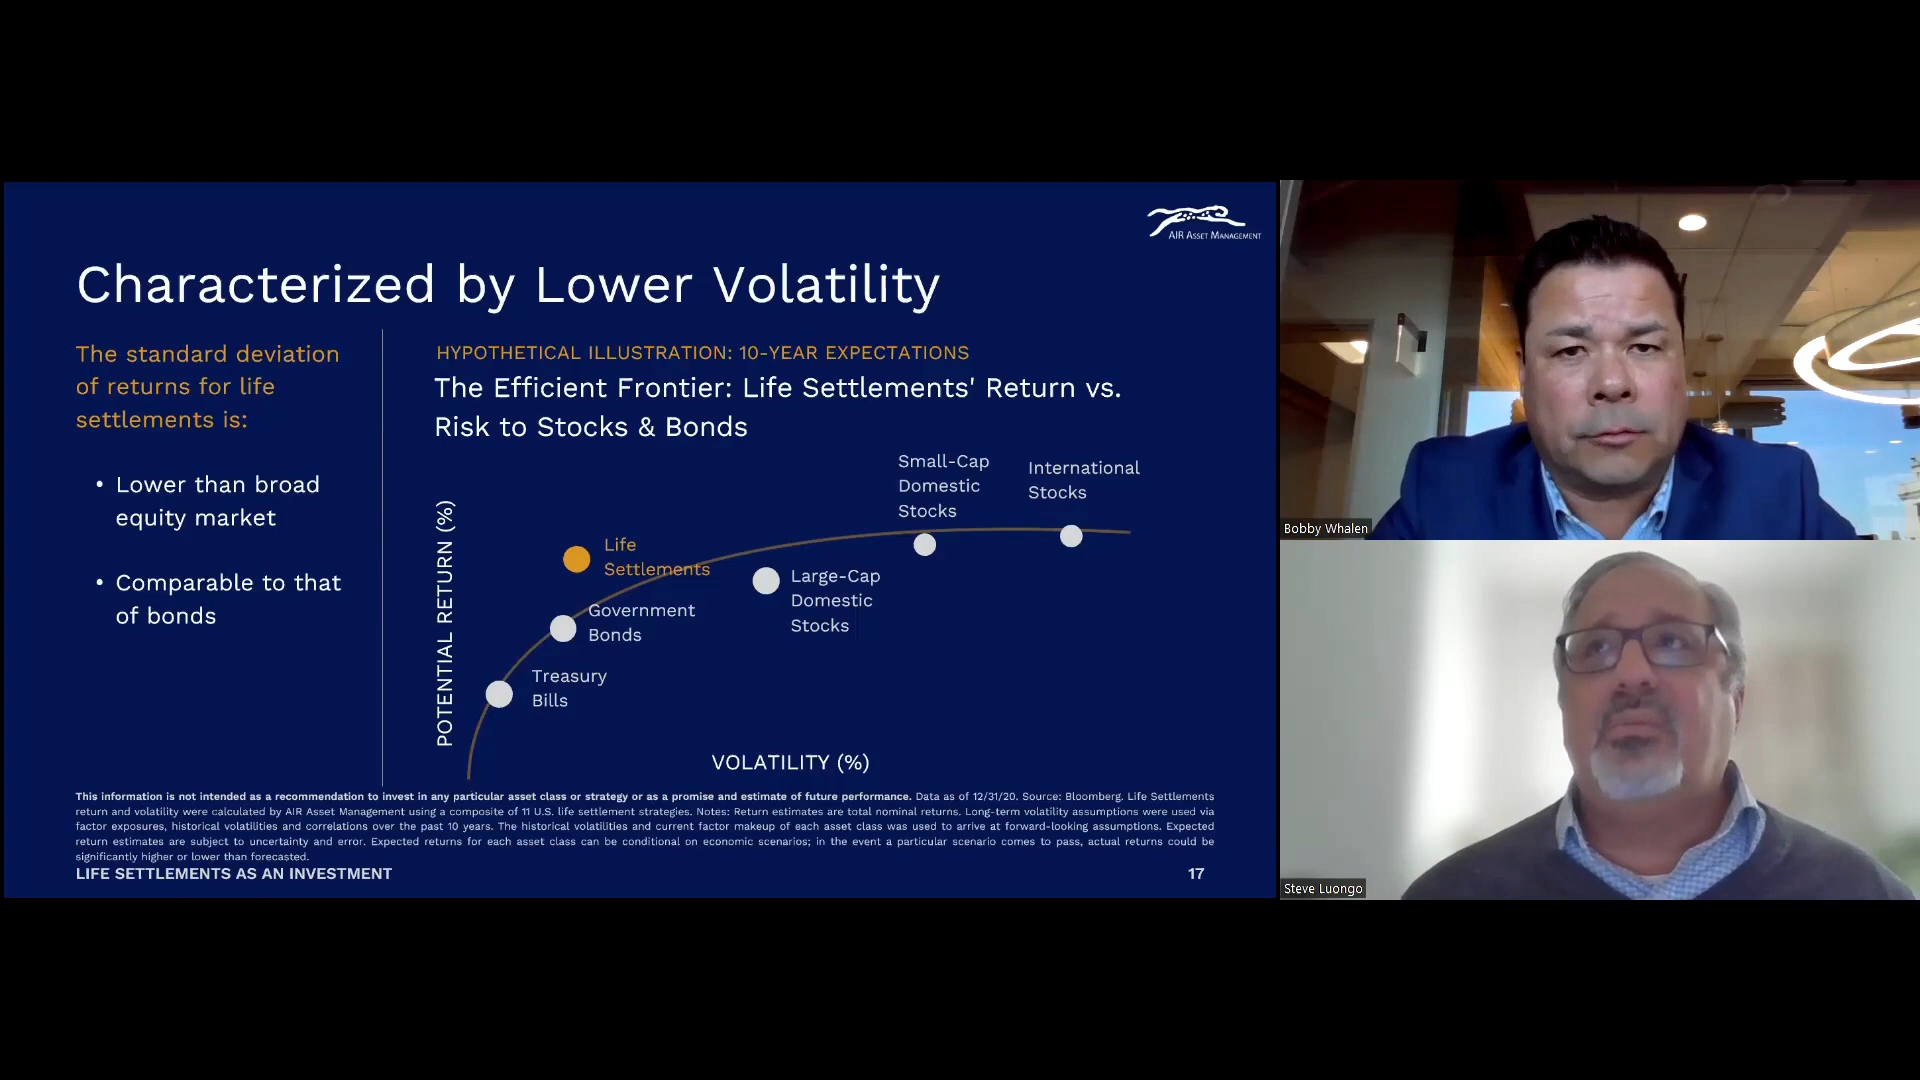 AIR ASSET MANAGEMENT
Characterized by Lower Volatility
The standard deviation
of returns for life
settlements is:
• Lower than broad
equity market
• Comparable to that
of bonds
HYPOTHETICAL ILLUSTRATION: 10-YEAR EXPECTATIONS
The Efficient Frontier: Life Settlements' Return vs.
Risk to Stocks & Bonds
POTENTIAL RETURN (%)
Small-Cap
Domestic
Stocks
International
Stocks
Life
Settlements
Large-Cap
Domestic
Stocks
Government
Bonds
Treasury
Bills
VOLATILITY (%)
This information is not intended as a recommendation to invest in any particular asset class or strategy or as a promise and estimate of future performance. Data as of 12/31/20. Source: Bloomberg. Life Settlements
return and volatility were calculated by AIR Asset Management using a composite of 11 U.S. life settlement strategies. Notes: Return estimates are total nominal returns. Long-term volatility assumptions were used via
factor exposures, historical volatilities and correlations over the past 10 years. The historical volatilities and current factor makeup of each asset class was used to arrive at forward-looking assumptions. Expected
return estimates are subject to uncertainty and error. Expected returns for each asset class can be conditional on economic scenarios; in the event a particular scenario comes to pass, actual returns could be
significantly higher or lower than forecasted.
LIFE SETTLEMENTS AS AN INVESTMENT
17
Bobby Whalen
Steve Luongo